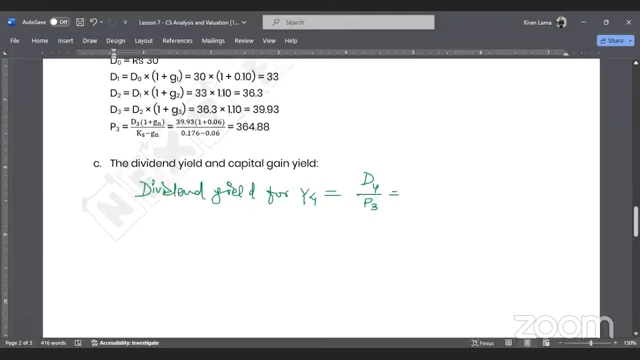 AutoSave Off Lesson 7 - CS Analysis and Valuation [1... Search Kiran Lama
File Home Insert Draw Design Layout References Mailings Review View Help Comments Editing Share
D₀ = Rs 30
D₁ = D₀ × (1 + g₁) = 30 × (1 + 0.10) = 33
D₂ = D₁ × (1 + g₂) = 33 × 1.10 = 36.3
D₃ = D₂ × (1 + g₃) = 36.3 × 1.10 = 39.93
P₃ = D₃(1+gₙ)/Kₛ−gₙ = 39.93(1+0.06)/0.176−0.06 = 364.88
c. The dividend yield and capital gain yield:
Dividend yield for Y4 = D₄/P₃ =
zoom
Page 2 of 3 416 words Accessibility: Investigate Focus 150%